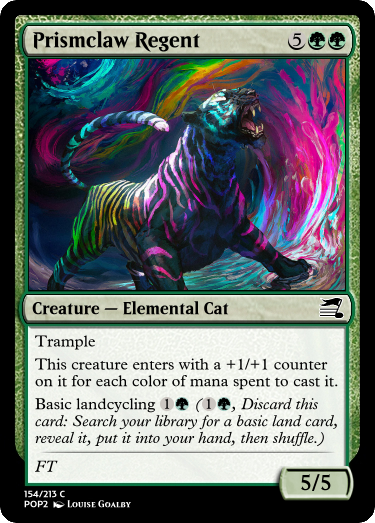 Prismclaw Regent 5
Creature — Elemental Cat
Trample
This creature enters with a +1/+1 counter
on it for each color of mana spent to cast it.
Basic landcycling 1 (1, Discard this
card: Search your library for a basic land card,
reveal it, put it into your hand, then shuffle.)
FT
5/5
154/213 C
POP2 Louise Goalby